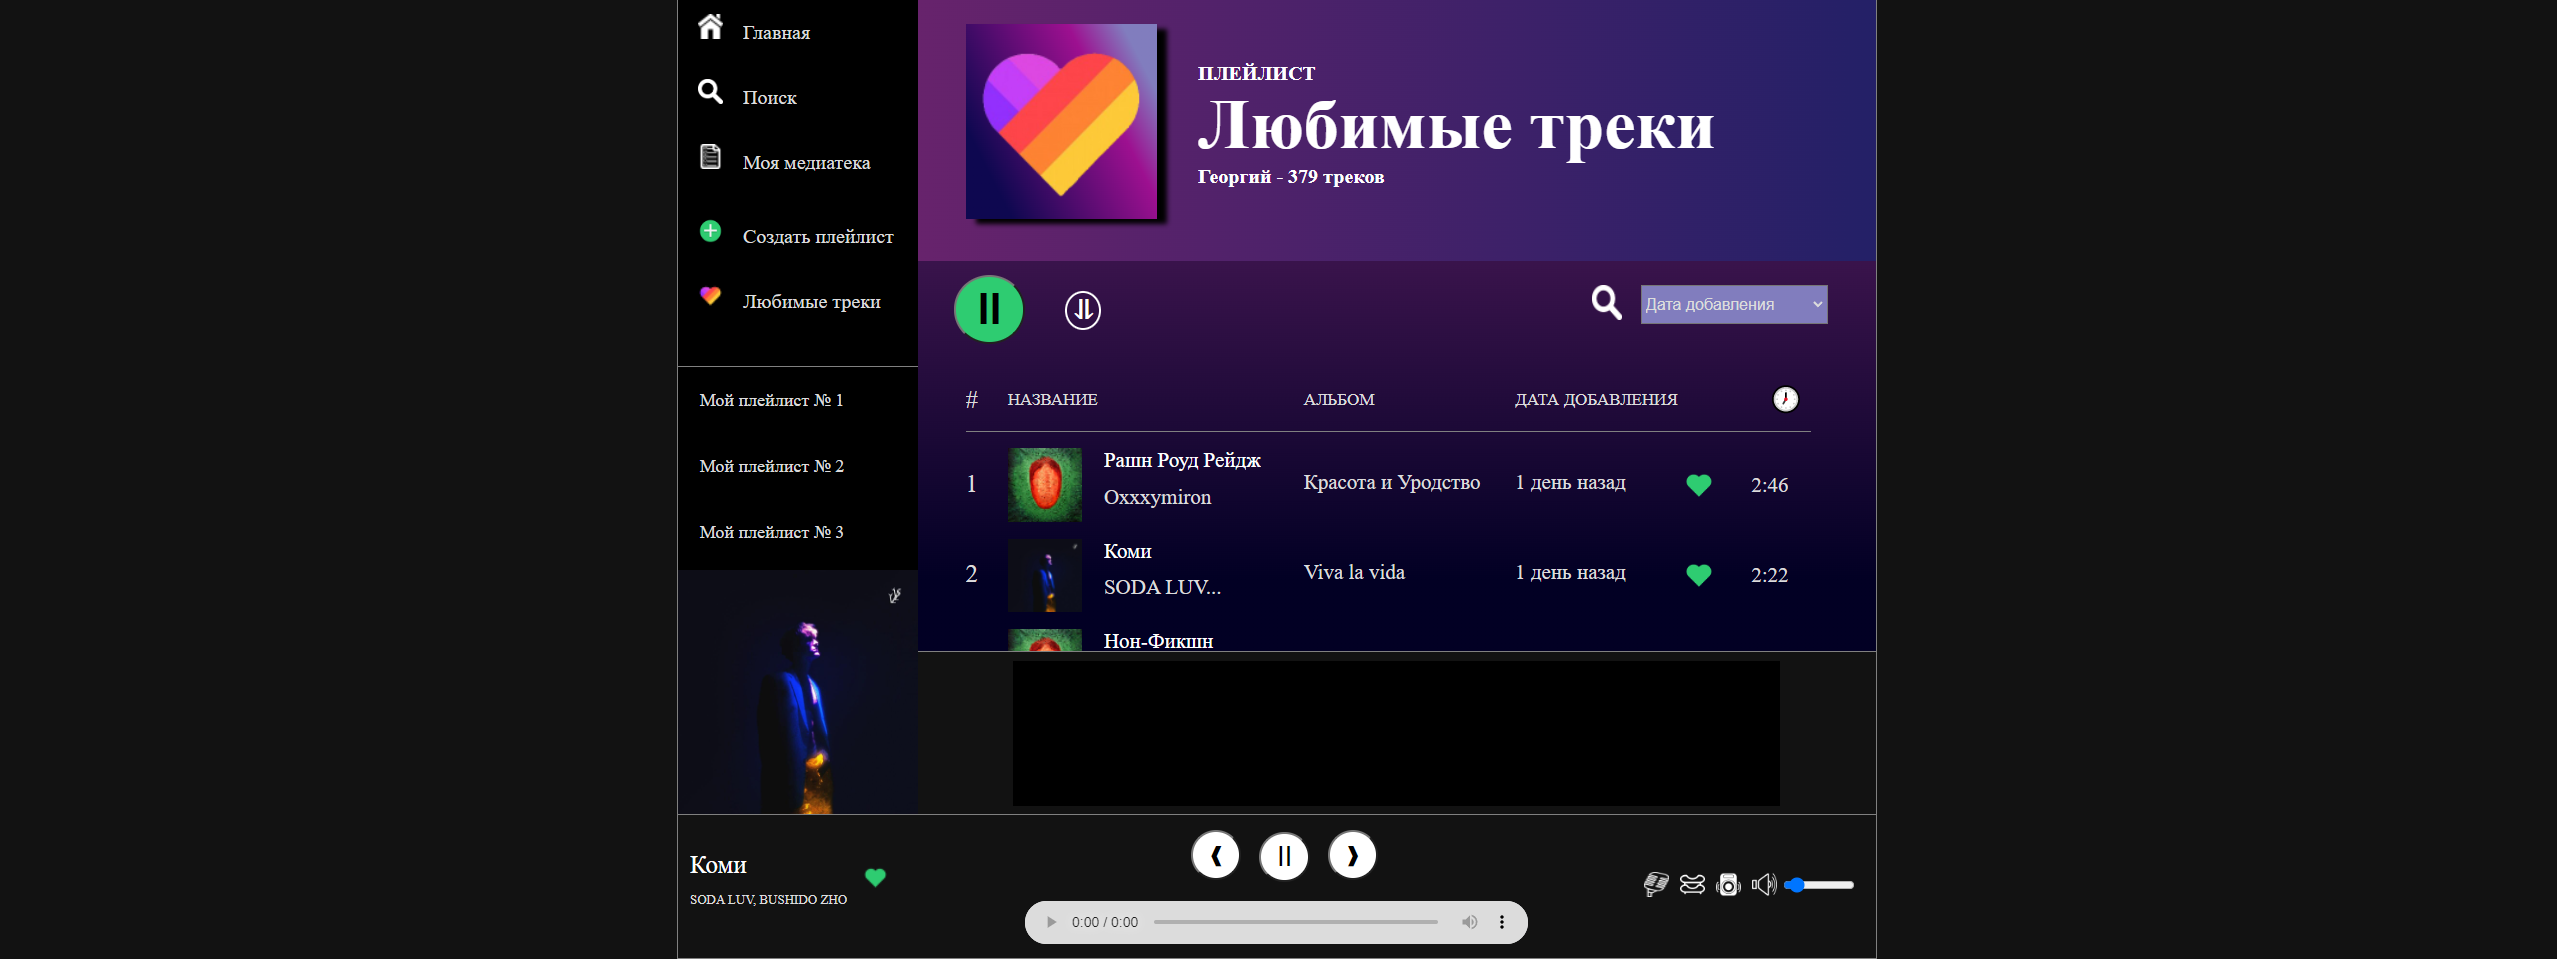 Главная
Поиск
Моя медиатека
Создать плейлист
Любимые треки
Мой плейлист № 1
Мой плейлист № 2
Мой плейлист № 3
ПЛЕЙЛИСТ
Любимые треки
Георгий - 379 треков
Дата добавления
# НАЗВАНИЕ АЛЬБОМ ДАТА ДОБАВЛЕНИЯ
1 Рашн Роуд Рейдж Красота и Уродство 1 день назад 2:46
Oxxxymiron
2 Коми Viva la vida 1 день назад 2:22
SODA LUV...
Нон-Фикшн
Коми
SODA LUV, BUSHIDO ZHO
0:00 / 0:00